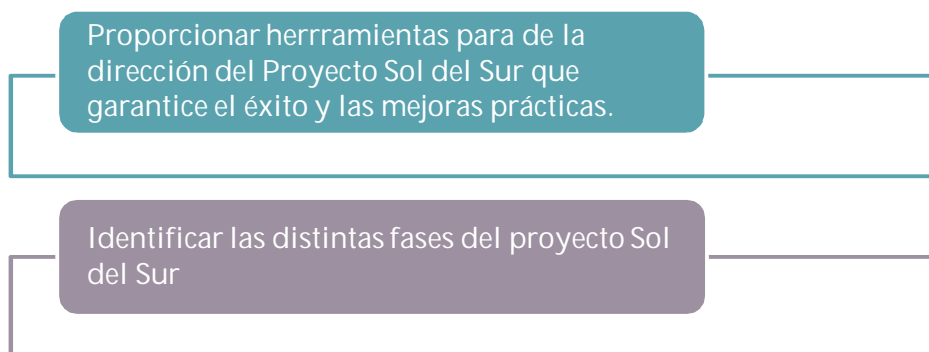 Proporcionar herrramientas para de la
dirección del Proyecto Sol del Sur que
garantice el éxito y las mejoras prácticas.
Identificar las distintas fases del proyecto Sol
del Sur